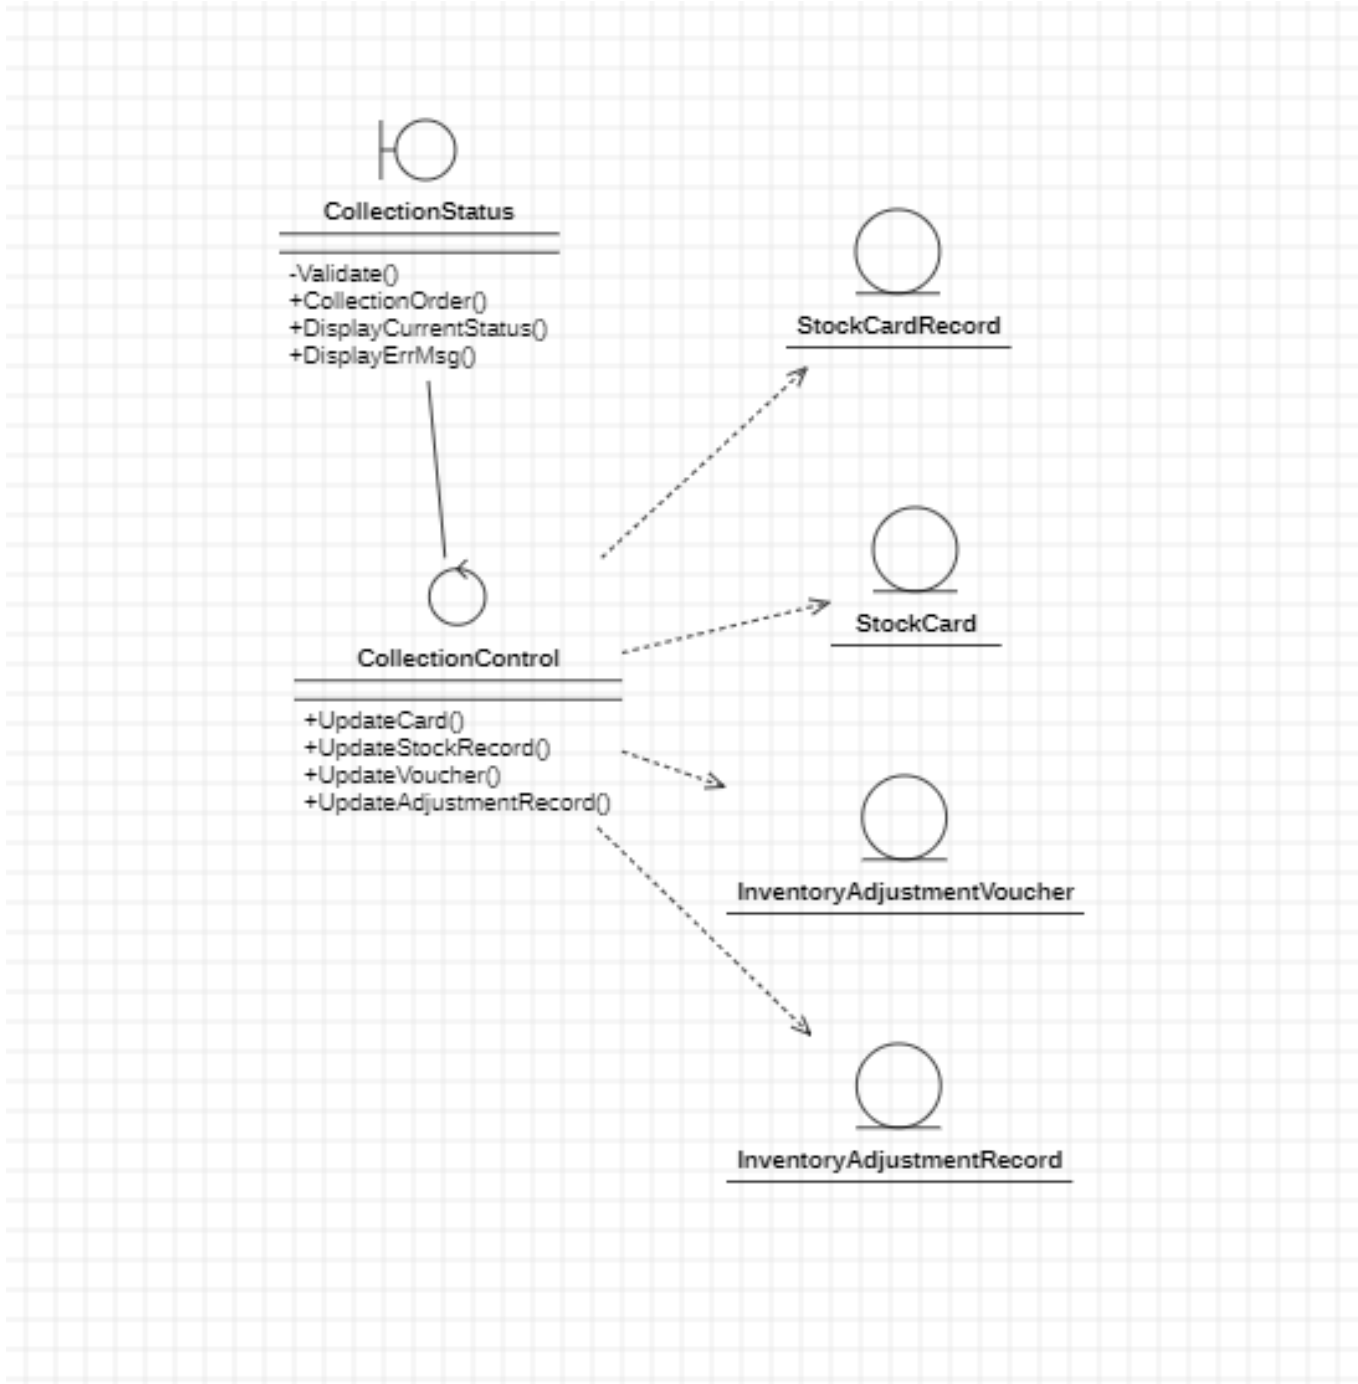 CollectionStatus
-Validate()
+CollectionOrder()
+DisplayCurrentStatus()
+DisplayErrMsg()
StockCardRecord
StockCard
CollectionControl
+UpdateCard()
+UpdateStockRecord()
+UpdateVoucher()
+UpdateAdjustmentRecord()
InventoryAdjustmentVoucher
InventoryAdjustmentRecord